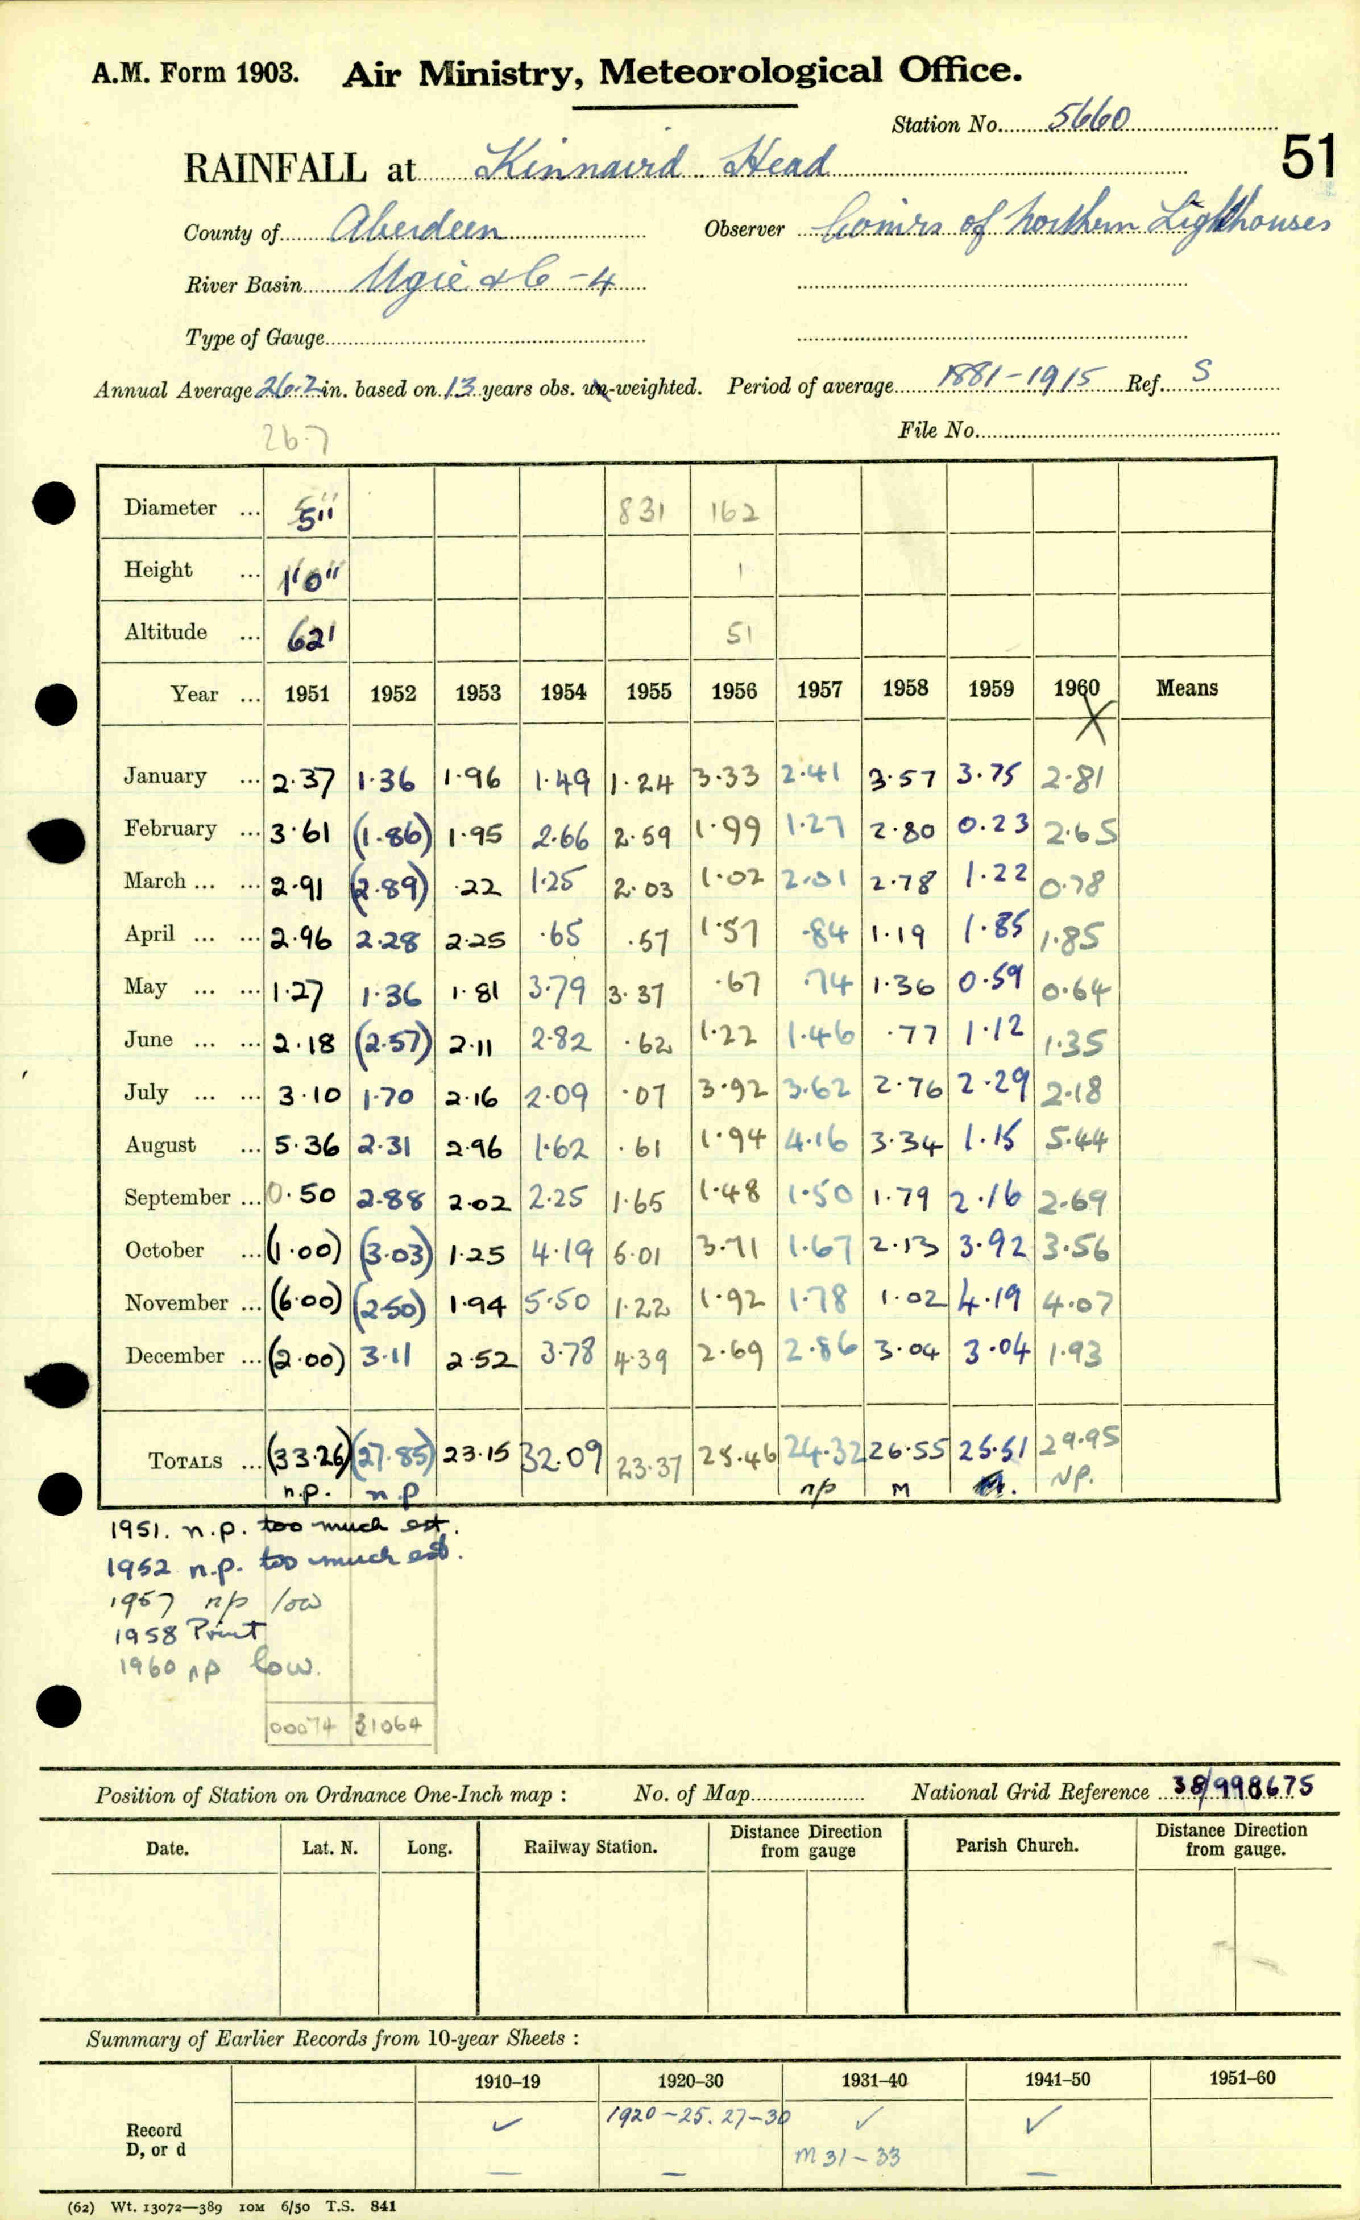 A.M. Form 1903. Air Ministry, Meteorological Office.
Station No. 5660
51
RAINFALL at Kinnaird Head
County of Aberdeen Observer Comirs of Northern Lighthouses
River Basin Ugie & C - 4
Type of Gauge
Annual Average 26.2 in. based on 13 years obs. un-weighted. Period of average 1881-1915 Ref. S
26.7
File No.
Diameter ... 5" 831 162
Height ... 1'0" 1
Altitude ... 62' 51
Year ... 1951 1952 1953 1954 1955 1956 1957 1958 1959 1960 Means
X
January ... 2.37 1.36 1.96 1.49 1.24 3.33 2.41 3.57 3.75 2.81
February ... 3.61 (1.86) 1.95 2.66 2.59 1.99 1.27 2.80 0.23 2.65
March ... ... 2.91 (2.89) .22 1.25 2.03 1.02 2.01 2.78 1.22 0.78
April ... ... 2.96 2.28 2.25 .65 .57 1.57 .84 1.19 1.85 1.85
May ... ... 1.27 1.36 1.81 3.79 3.37 .67 .74 1.36 0.59 0.64
June ... ... 2.18 (2.57) 2.11 2.82 .62 1.22 1.46 .77 1.12 1.35
July ... ... 3.10 1.70 2.16 2.09 .07 3.92 3.62 2.76 2.29 2.18
August ... 5.36 2.31 2.96 1.62 .61 1.94 4.16 3.34 1.15 5.44
September ... 0.50 2.88 2.02 2.25 1.65 1.48 1.50 1.79 2.16 2.69
October ... (1.00) (3.03) 1.25 4.19 5.01 3.71 1.67 2.13 3.92 3.56
November ... (6.00) (2.50) 1.94 5.50 1.22 1.92 1.78 1.02 4.19 4.07
December ... (2.00) 3.11 2.52 3.78 4.39 2.69 2.86 3.04 3.04 1.93
TOTALS ... (33.26) (27.85) 23.15 32.09 23.37 25.46 24.32 26.55 25.51 29.95
n.p. n.p np M NP.
1951. n.p. too much est.
1952 n.p. too much est.
1957 np low
1958 Print
1960 np low.
00074 31064
Position of Station on Ordnance One-Inch map : No. of Map National Grid Reference 38/998675
Date. Lat. N. Long. Railway Station. Distance Direction from gauge Parish Church. Distance Direction from gauge.
Summary of Earlier Records from 10-year Sheets :
1910–19 1920–30 1931–40 1941–50 1951–60
Record ✓ 1920-25. 27-30 ✓ ✓
D, or d — — M 31-33 —
(62) Wt. 13072—389 10M 6/50 T.S. 841